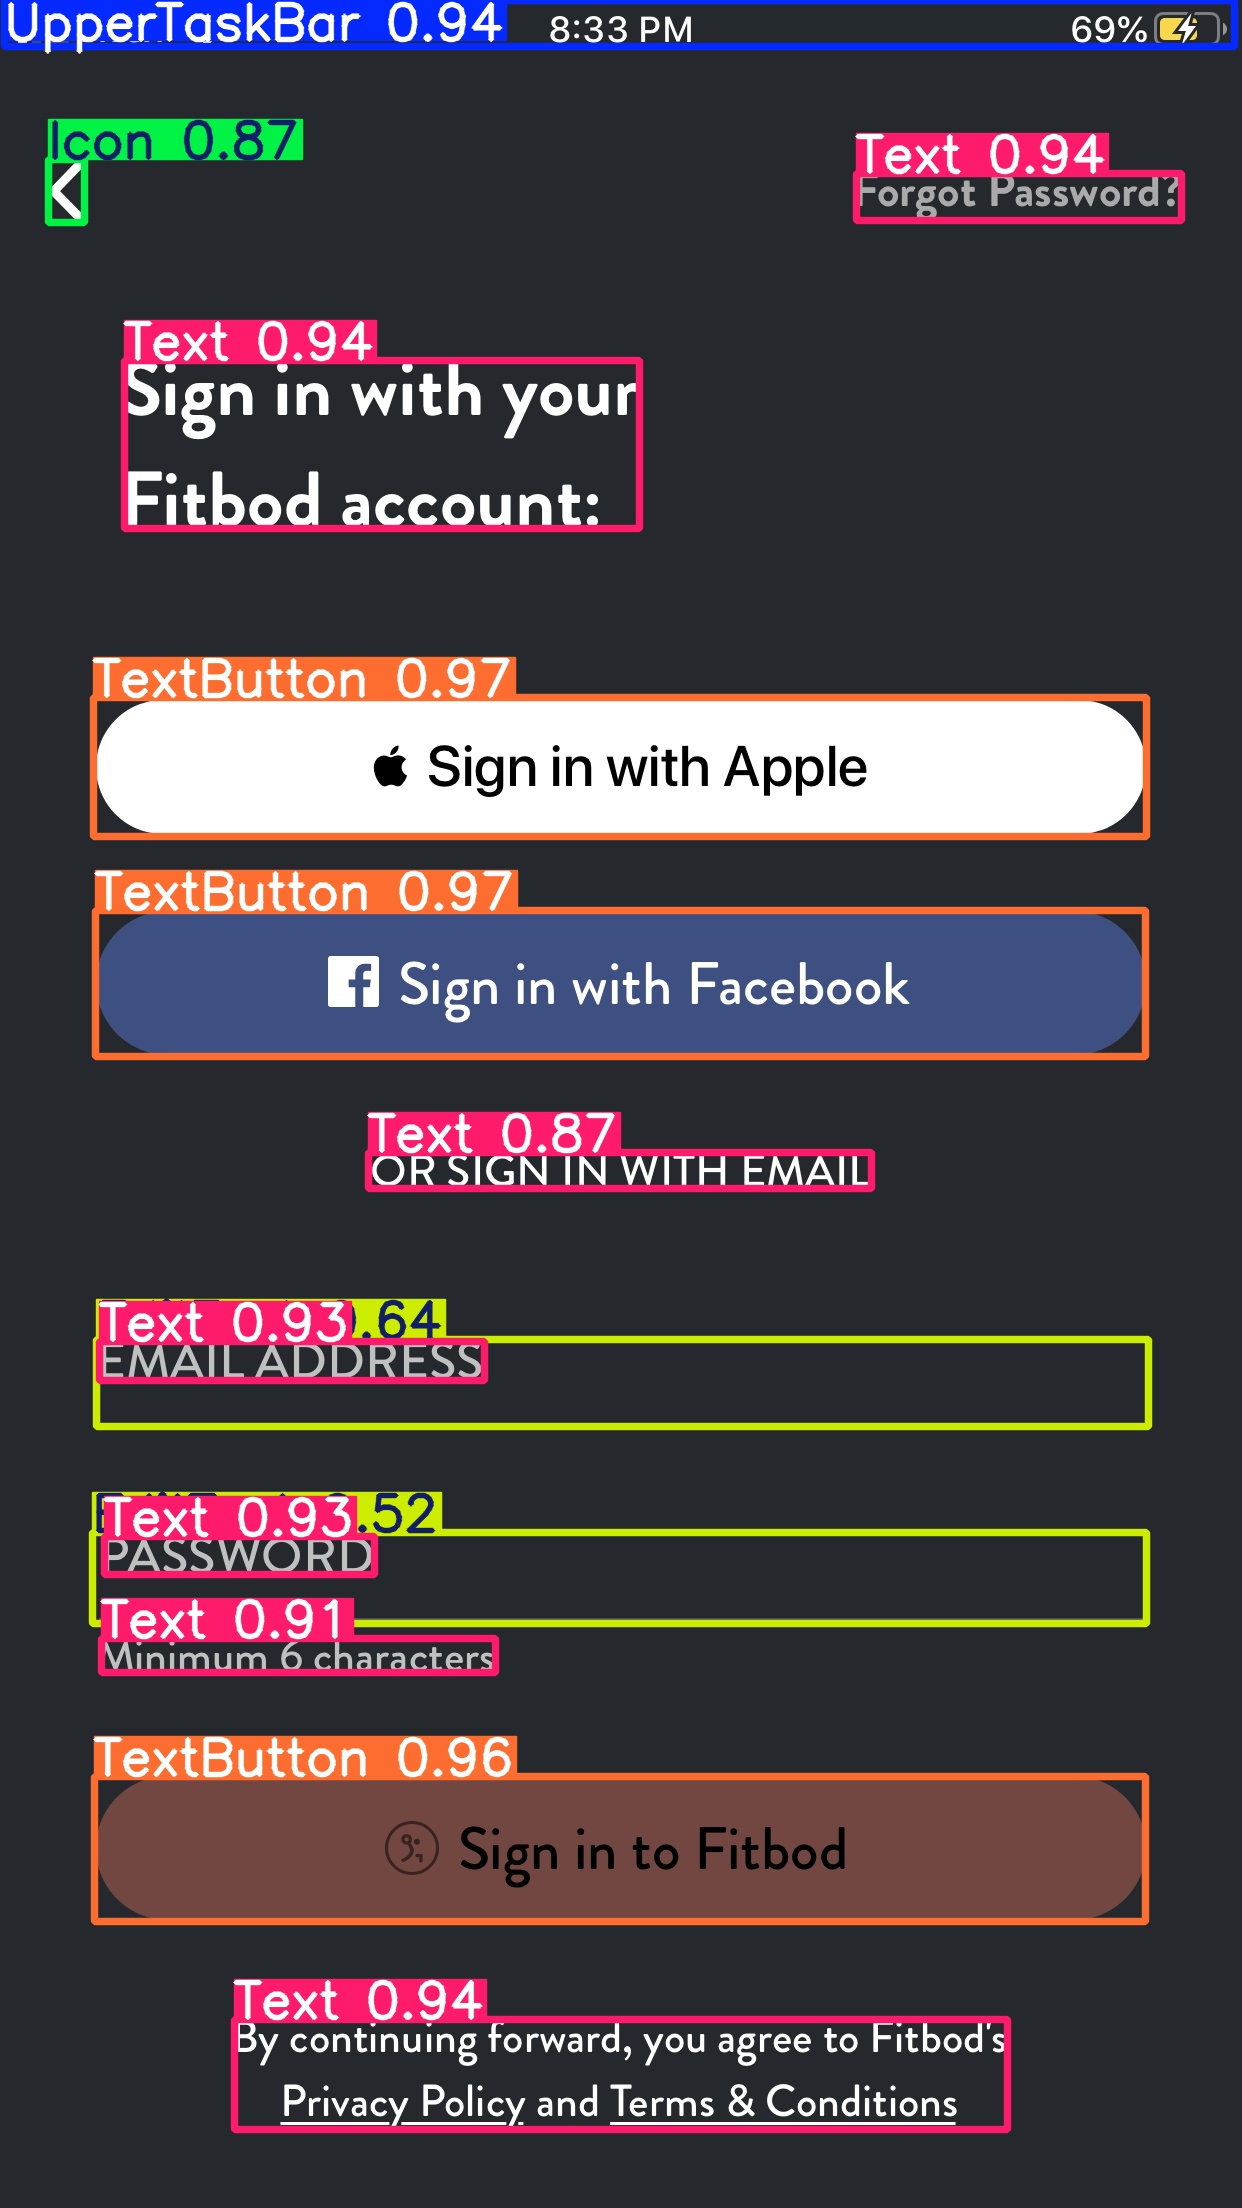 UpperTaskBar 0.94
8:33 PM
69%
Icon 0.87
Text 0.94
Forgot Password?
Text 0.94
Sign in with your
Fitbod account:
TextButton 0.97
Sign in with Apple
TextButton 0.97
Sign in with Facebook
Text 0.87
OR SIGN IN WITH EMAIL
Text 0.93
.64
EMAIL ADDRESS
Text 0.93
.52
PASSWORD
Text 0.91
Minimum 6 characters
TextButton 0.96
Sign in to Fitbod
Text 0.94
By continuing forward, you agree to Fitbod's
Privacy Policy and Terms & Conditions